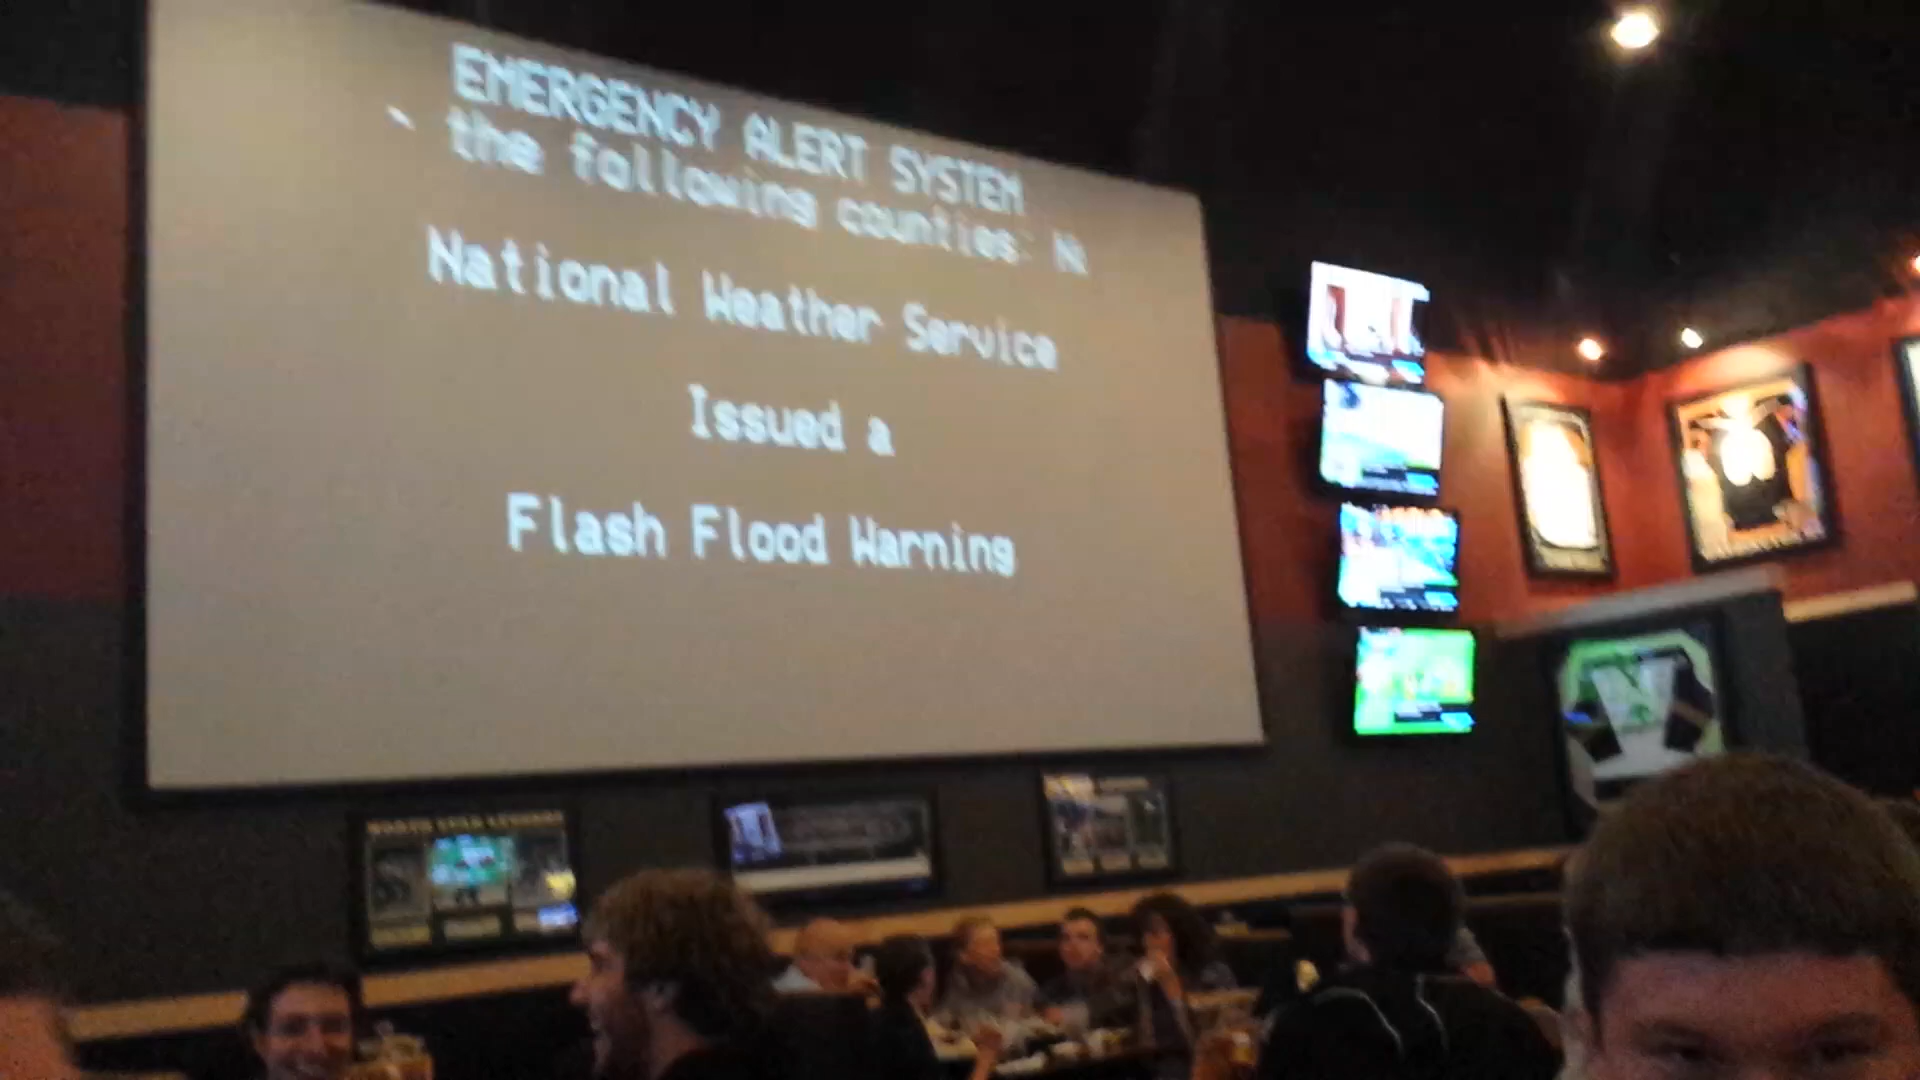 EMERGENCY ALERT SYSTEM
the following counties:
National Weather Service
Issued a
Flash Flood Warning